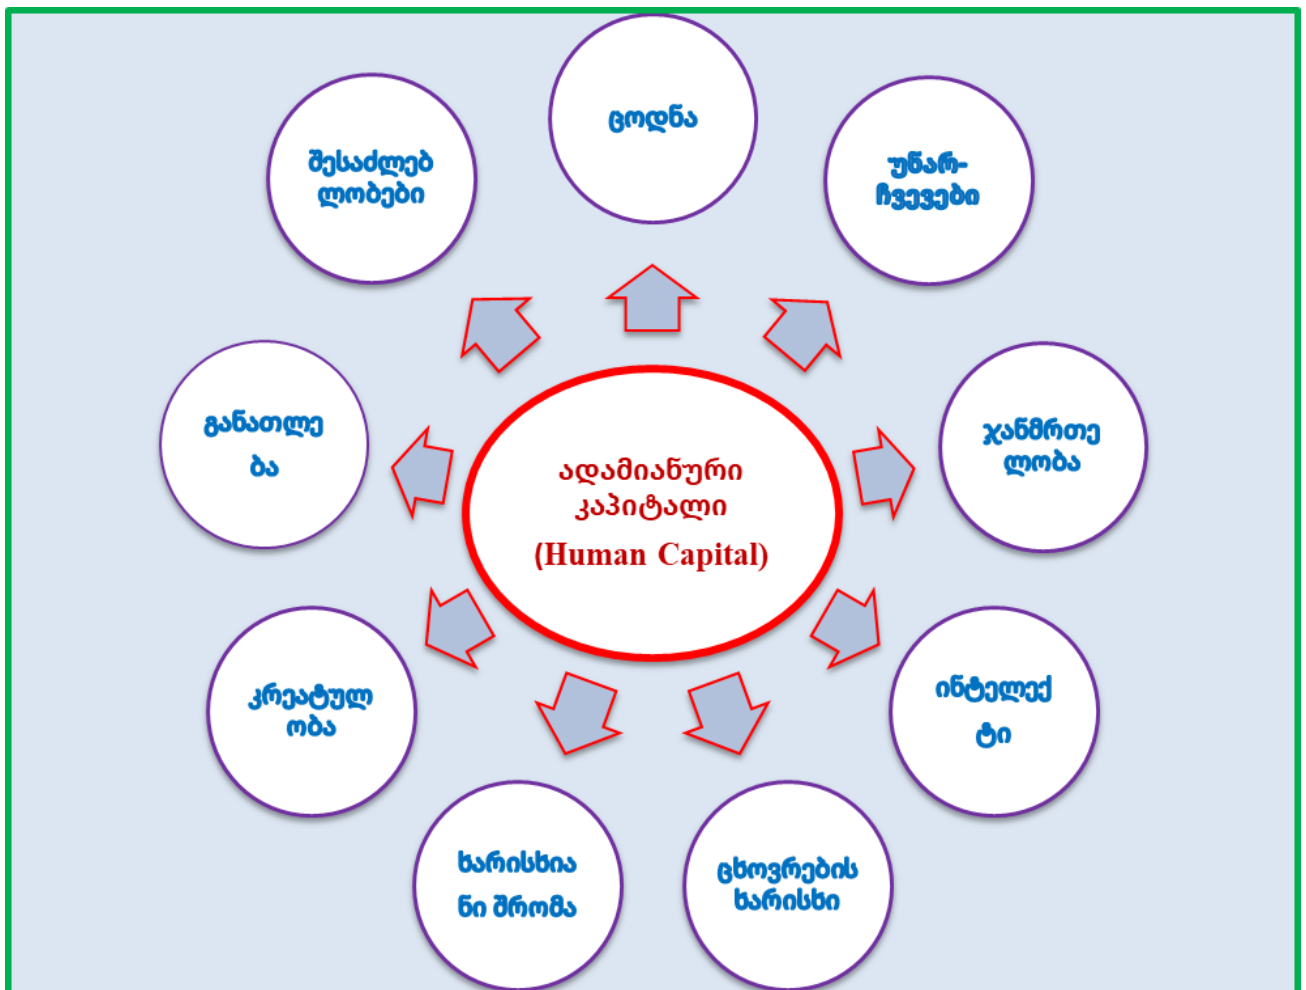 ცოდნა
შესაძლებ
ლობები
უნარ-
ჩვევები
განათლე
ბა
ჯანმრთე
ლობა
ადამიანური
კაპიტალი
(Human Capital)
კრეატულ
ობა
ინტელექ
ტი
ხარისხია
ნი შრომა
ცხოვრების
ხარისხი